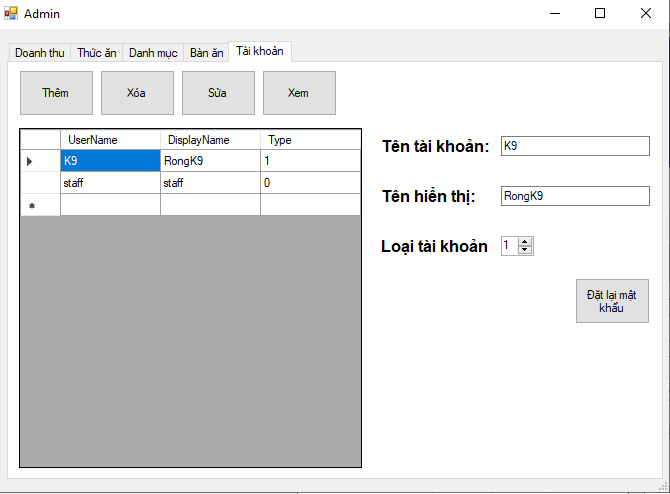 Admin
Doanh thu Thức ăn Danh mục Bàn ăn Tài khoản
Thêm Xóa Sửa Xem
UserName DisplayName Type
K9 RongK9 1
staff staff 0
Tên tài khoản: K9
Tên hiển thị: RongK9
Loại tài khoản 1
Đặt lại mật
khẩu